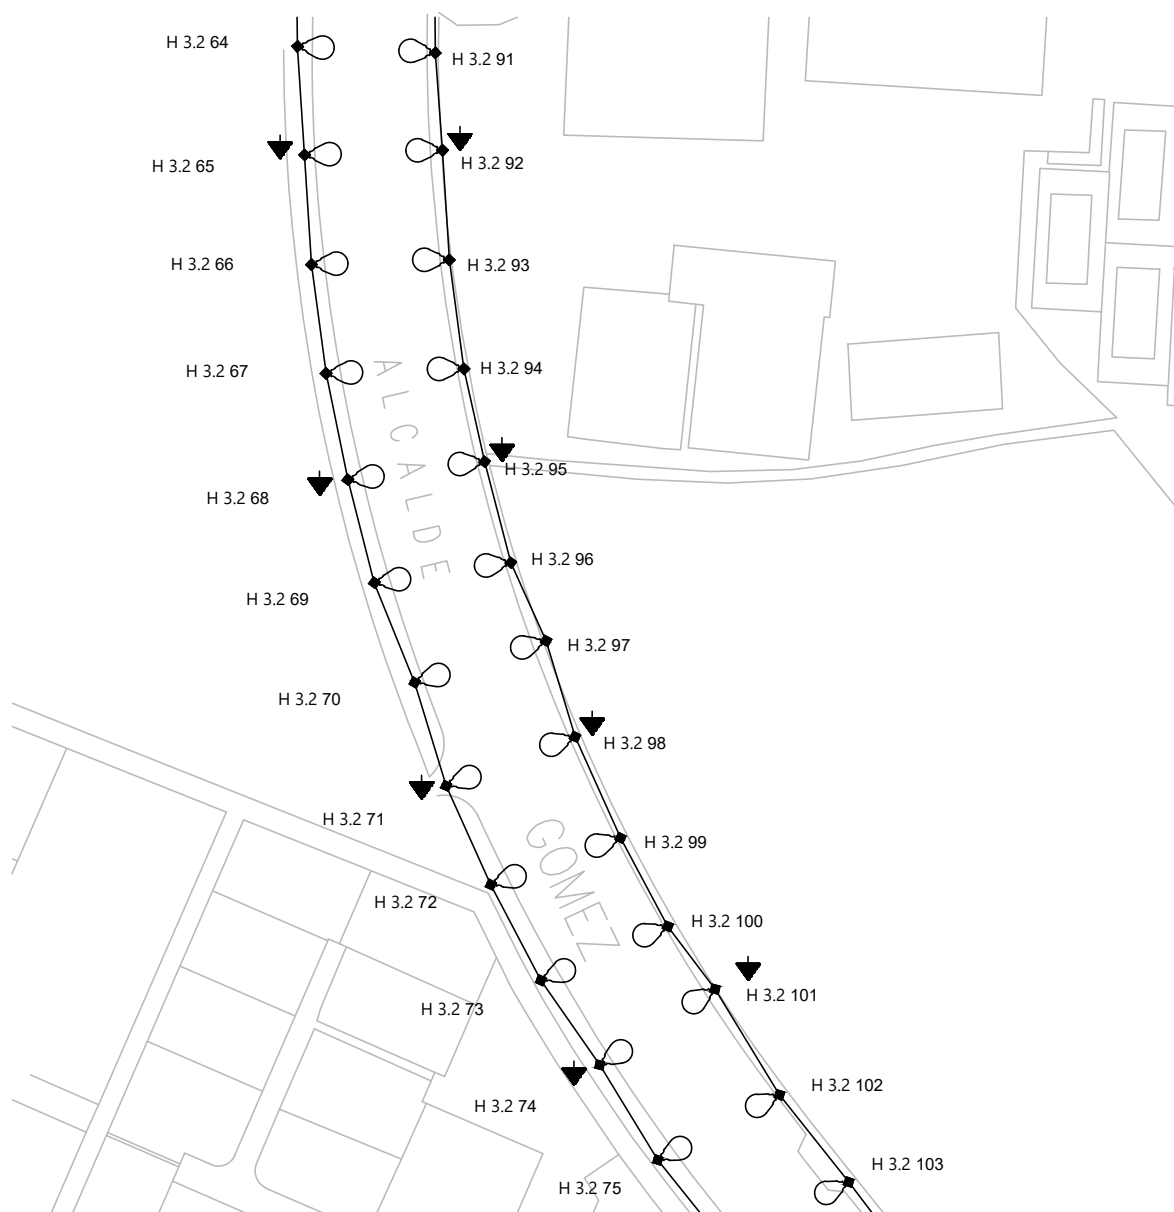 H 3.2 64
H 3.2 91
H 3.2 65
H 3.2 92
H 3.2 66
H 3.2 93
H 3.2 67
H 3.2 94
ALCALDE
H 3.2 95
H 3.2 68
H 3.2 96
H 3.2 69
H 3.2 97
H 3.2 70
H 3.2 98
H 3.2 71
GOMEZ
H 3.2 99
H 3.2 72
H 3.2 100
H 3.2 73
H 3.2 101
H 3.2 74
H 3.2 102
H 3.2 75
H 3.2 103